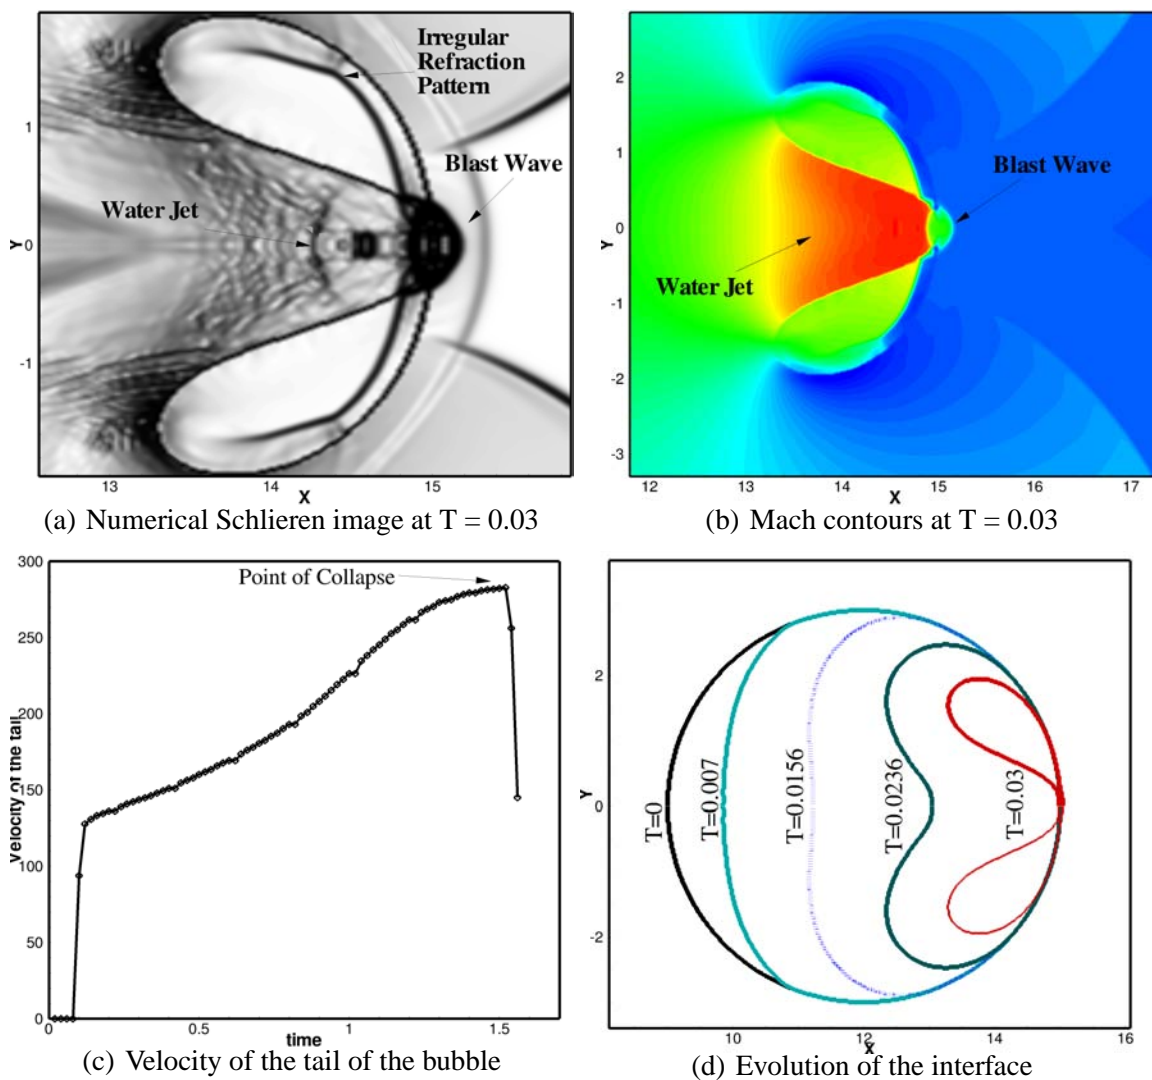 Irregular
Refraction
Pattern
Blast Wave
Water Jet
1
0
-1
Y
13
14
15
X
(a) Numerical Schlieren image at T = 0.03
2
1
0
-1
-2
-3
Y
Blast Wave
Water Jet
12
13
14
15
16
17
X
(b) Mach contours at T = 0.03
300
250
200
150
100
50
0
velocity of the tail
Point of Collapse
0.5
1
1.5
time
(c) Velocity of the tail of the bubble
2
0
-2
Y
T=0
T=0.007
T=0.0156
T=0.0236
T=0.03
10
12
14
16
X
(d) Evolution of the interface